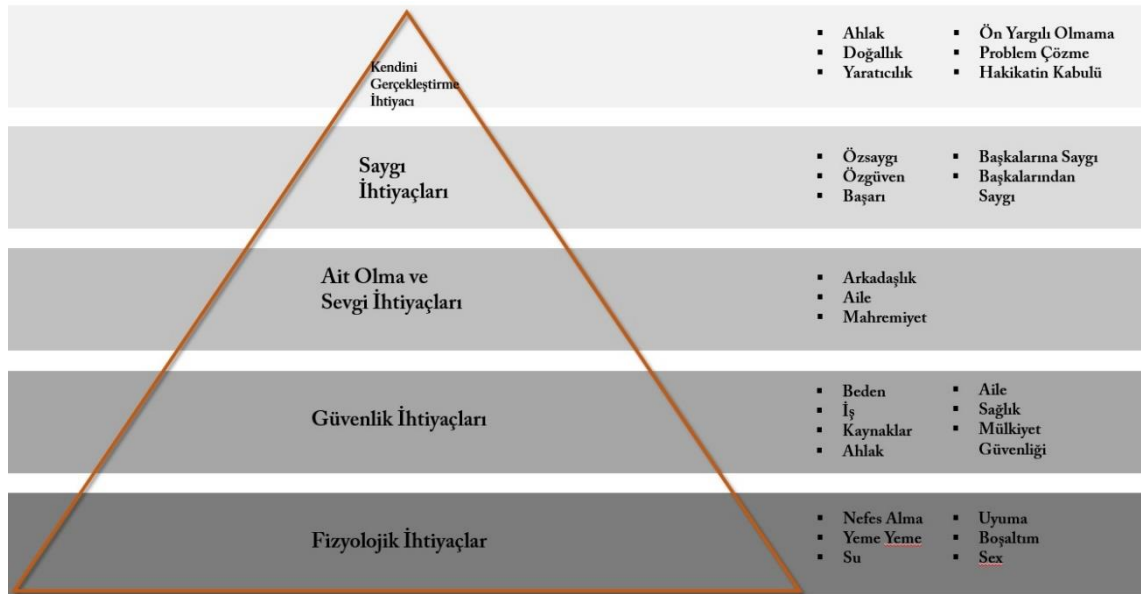 Kendini
Gerçekleştirme
İhtiyacı
▪ Ahlak
▪ Doğallık
▪ Yaratıcılık
▪ Ön Yargılı Olmama
▪ Problem Çözme
▪ Hakikatin Kabulü
Saygı
İhtiyaçları
▪ Özsaygı
▪ Özgüven
▪ Başarı
▪ Başkalarına Saygı
▪ Başkalarından
Saygı
Ait Olma ve
Sevgi İhtiyaçları
▪ Arkadaşlık
▪ Aile
▪ Mahremiyet
Güvenlik İhtiyaçları
▪ Beden
▪ İş
▪ Kaynaklar
▪ Ahlak
▪ Aile
▪ Sağlık
▪ Mülkiyet
Güvenliği
Fizyolojik İhtiyaçlar
▪ Nefes Alma
▪ Yeme Yeme
▪ Su
▪ Uyuma
▪ Boşaltım
▪ Sex